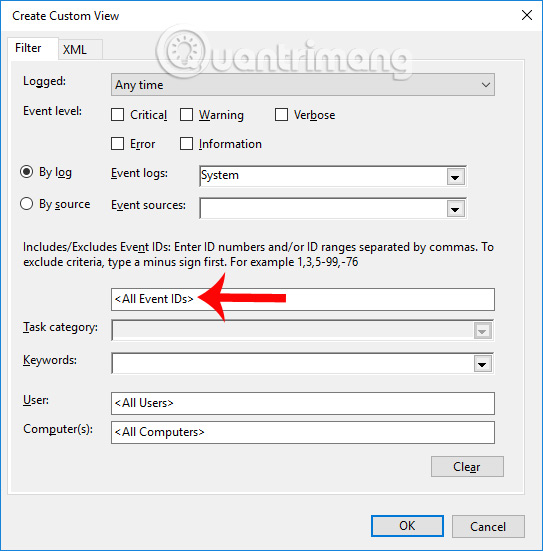 Create Custom View
Filter
XML
Quantrimang
Logged:
Any time
Event level:
Critical
Warning
Verbose
Error
Information
By log
Event logs:
System
By source
Event sources:
Includes/Excludes Event IDs: Enter ID numbers and/or ID ranges separated by commas. To
exclude criteria, type a minus sign first. For example 1,3,5-99,-76
<All Event IDs>
Task category:
Keywords:
User:
<All Users>
Computer(s):
<All Computers>
Clear
OK
Cancel